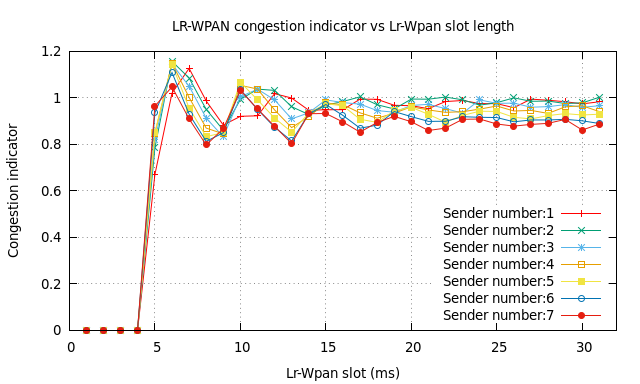 LR-WPAN congestion indicator vs Lr-Wpan slot length
1.2
1
0.8
0.6
0.4
0.2
0
Congestion indicator
Sender number:1
Sender number:2
Sender number:3
Sender number:4
Sender number:5
Sender number:6
Sender number:7
0 5 10 15 20 25 30
Lr-Wpan slot (ms)